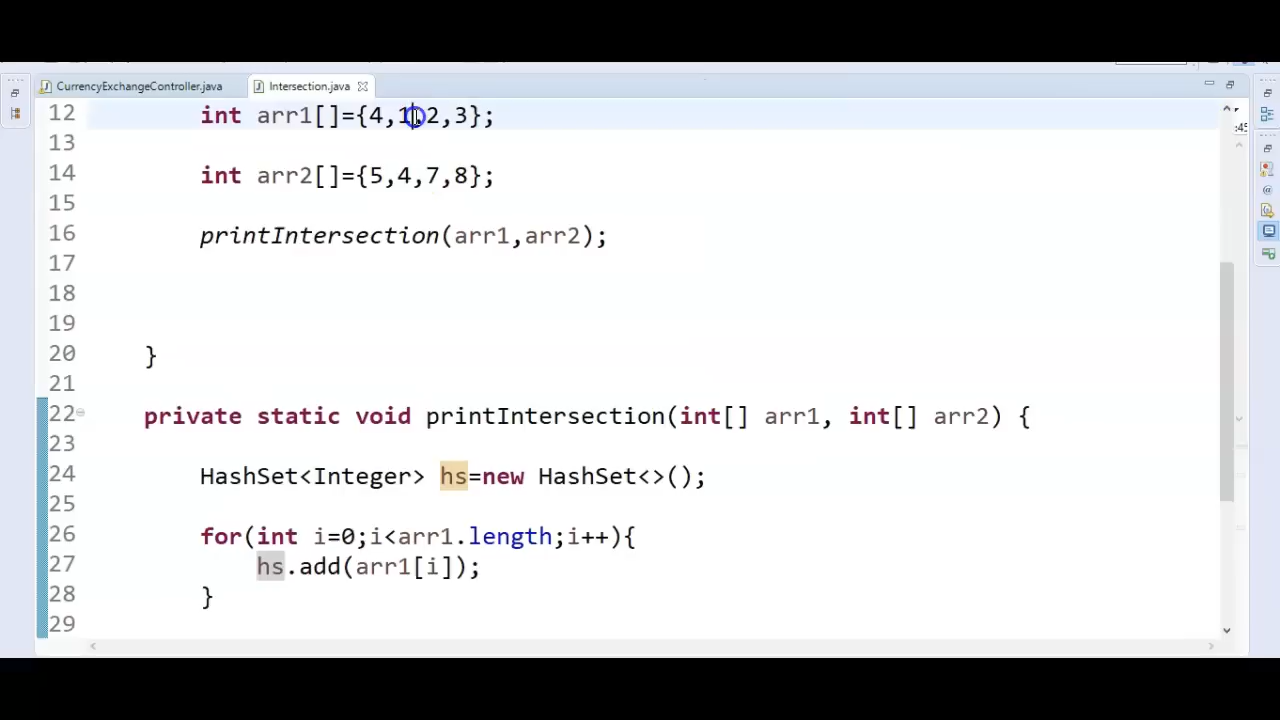 CurrencyExchangeController.java Intersection.java
12 int arr1[]={4,1,2,3};
13
14 int arr2[]={5,4,7,8};
15
16 printIntersection(arr1,arr2);
17
18
19
20 }
21
22 private static void printIntersection(int[] arr1, int[] arr2) {
23
24 HashSet<Integer> hs=new HashSet<>();
25
26 for(int i=0;i<arr1.length;i++){
27 hs.add(arr1[i]);
28 }
29